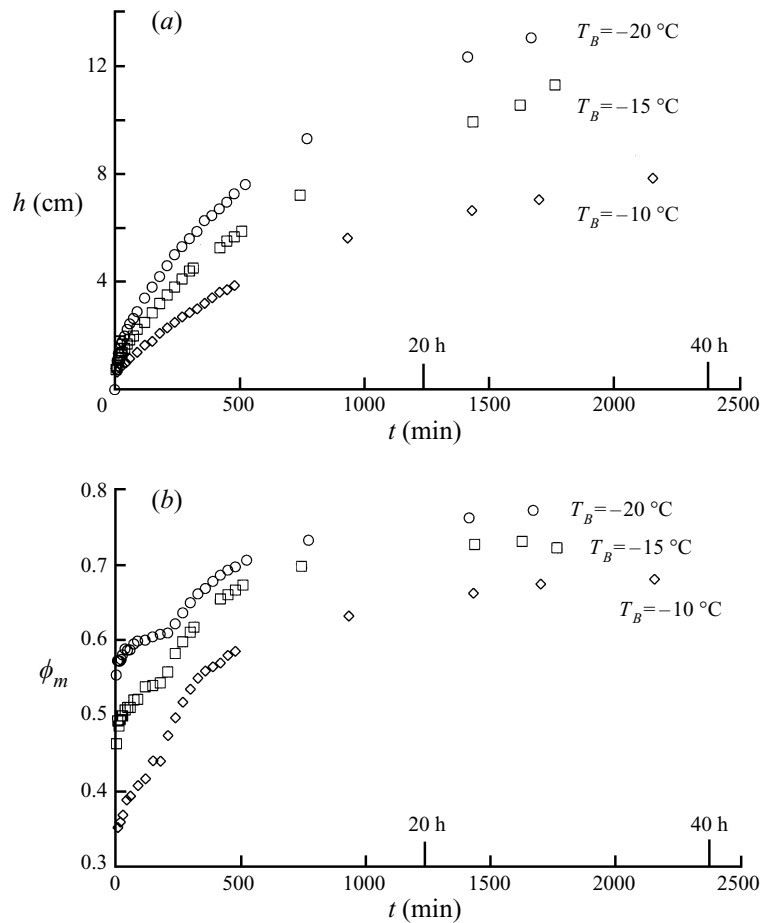 (a)
T_B = –20 °C
12
T_B = –15 °C
8
h (cm)
T_B = –10 °C
4
20 h
40 h
0
0
500
1000
1500
2000
2500
t (min)
0.8
(b)
T_B = –20 °C
0.7
T_B = –15 °C
T_B = –10 °C
0.6
ϕ_m
0.5
0.4
20 h
40 h
0.3
0
500
1000
1500
2000
2500
t (min)